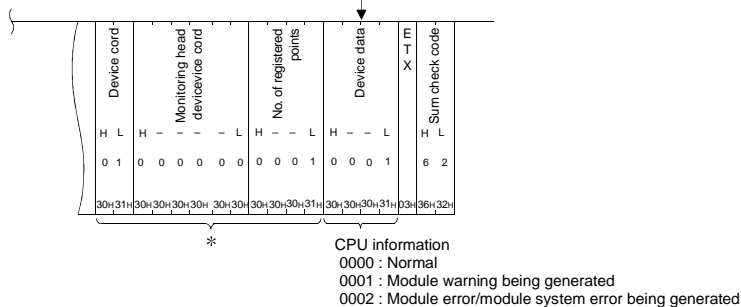 Device cord
Monitoring head
devicevice cord
No. of registered
points
Device data
E
T
X
Sum check code
H L H – – – – L H – – L H – – L H L
0 1 0 0 0 0 0 0 0 0 0 1 0 0 0 1 6 2
30H 31H 30H 30H 30H 30H 30H 30H 30H 30H 30H 31H 30H 30H 30H 31H 03H 36H 32H
*
CPU information
0000 : Normal
0001 : Module warning being generated
0002 : Module error/module system error being generated